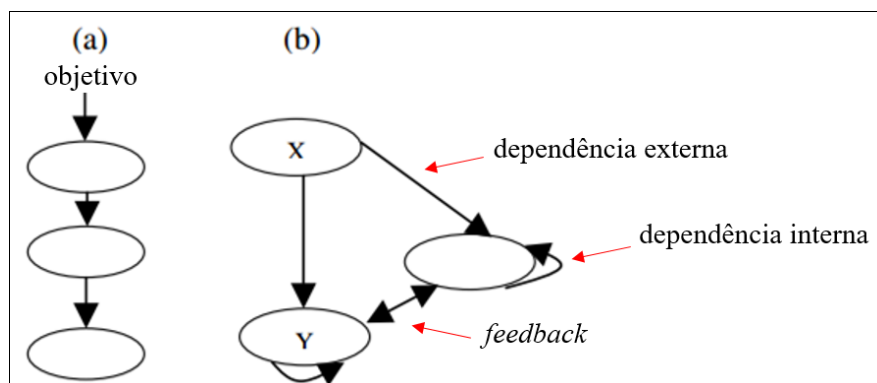 (a)
(b)
objetivo
X
dependência externa
dependência interna
Y
feedback